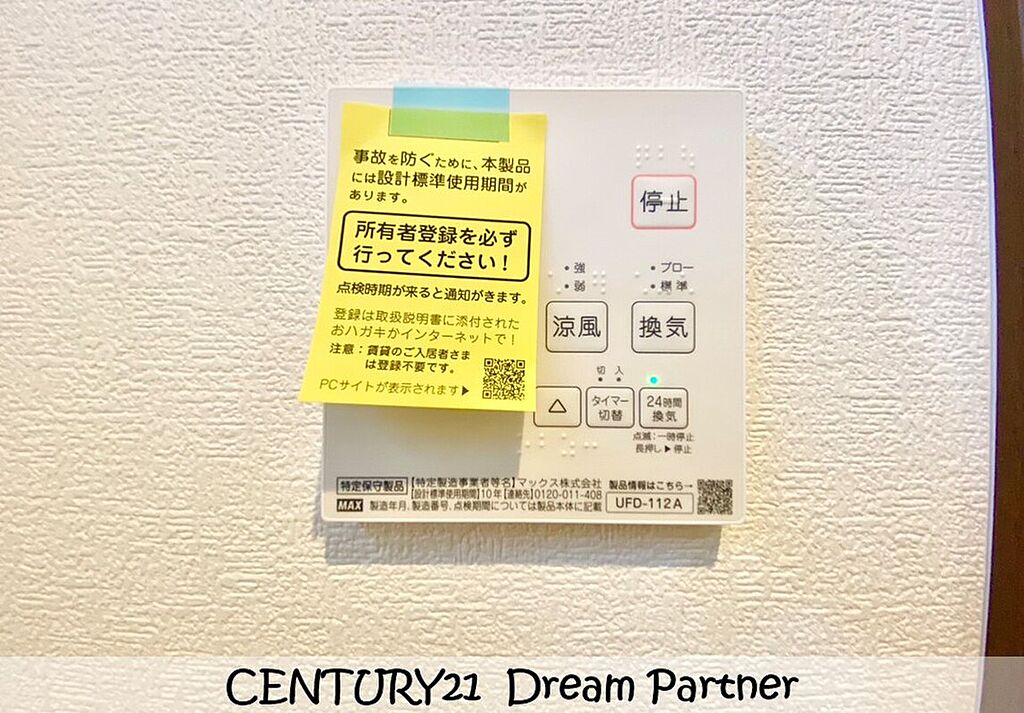 事故を防ぐために、本製品
には設計標準使用期間が
あります。
所有者登録を必ず
行ってください！
点検時期が来ると通知がきます。
登録は取扱説明書に添付された
おハガキかインターネットで！
注意：賃貸のご入居者さま
は登録不要です。
PCサイトが表示されます▶
停止
・強
・弱
・ブロー
・標準
涼風
換気
切 入
△
タイマー
切替
24時間
換気
点滅：一時停止
長押し▶停止
特定保守製品 【特定製造事業者等名】マックス株式会社
【設計標準使用期間】10年【連絡先】0120-011-408
MAX 製造年月、製造番号、点検期間については製品本体に記載
製品情報はこちら→
UFD-112A
CENTURY21 Dream Partner